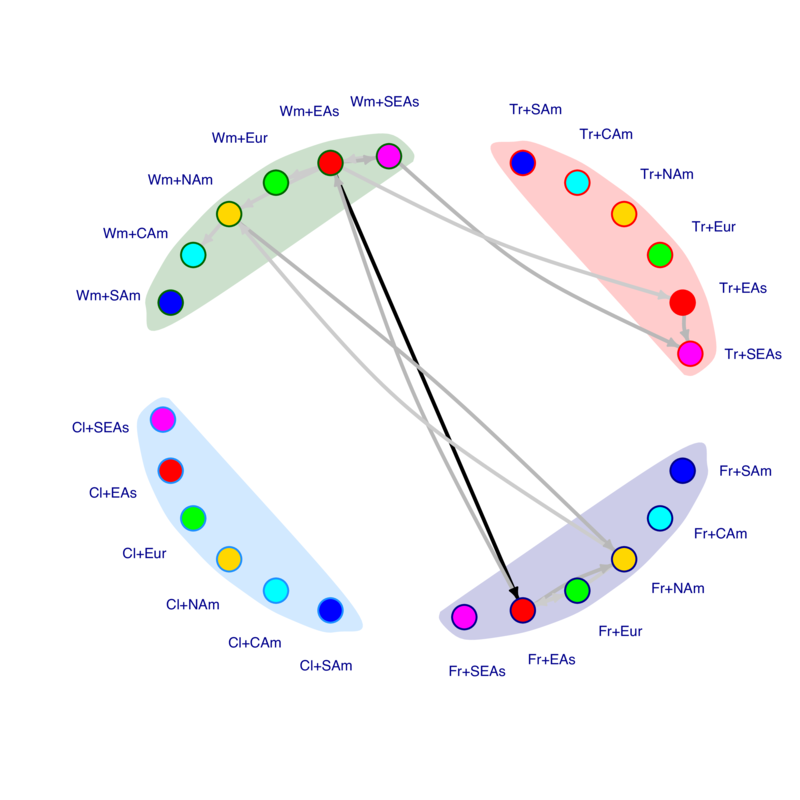 Wm+SEAs
Wm+EAs
Wm+Eur
Wm+NAm
Wm+CAm
Wm+SAm
Tr+SAm
Tr+CAm
Tr+NAm
Tr+Eur
Tr+EAs
Tr+SEAs
Cl+SEAs
Cl+EAs
Cl+Eur
Cl+NAm
Cl+CAm
Cl+SAm
Fr+SAm
Fr+CAm
Fr+NAm
Fr+Eur
Fr+EAs
Fr+SEAs